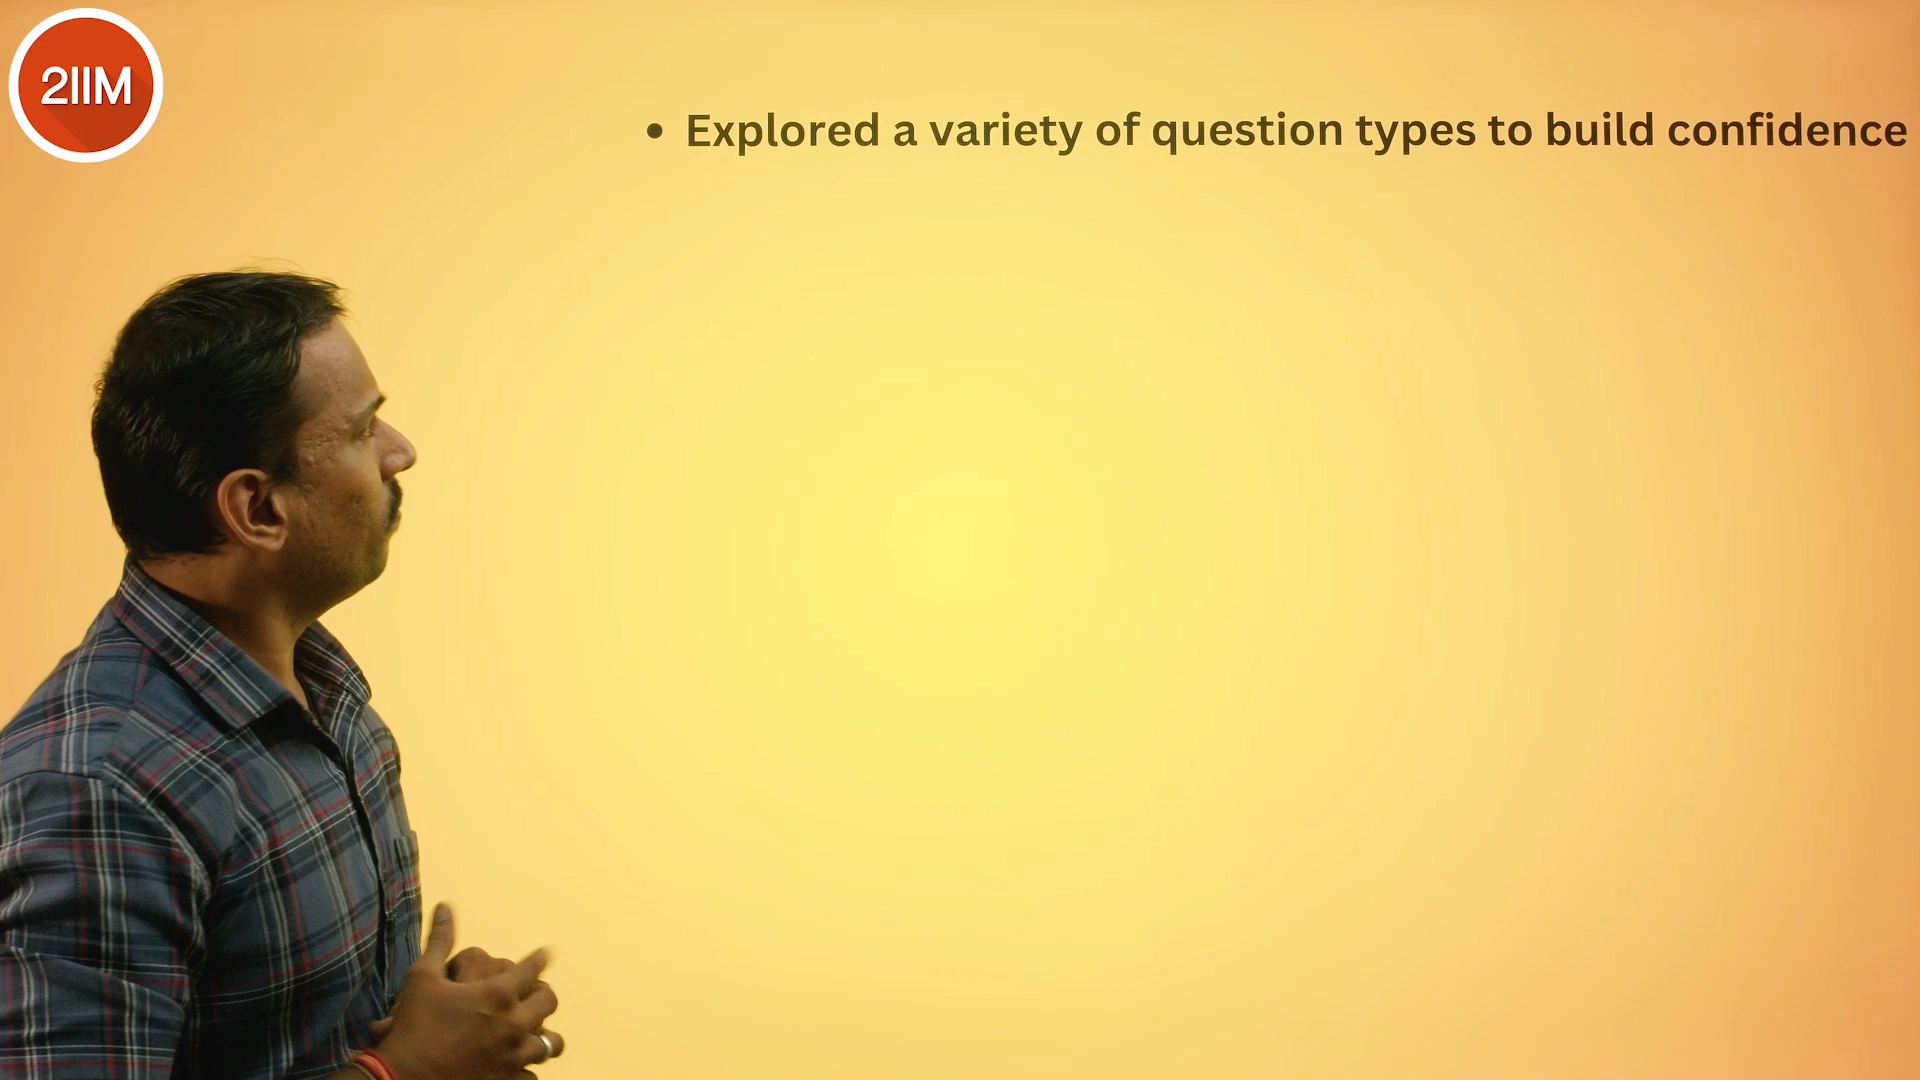 2IIM
• Explored a variety of question types to build confidence